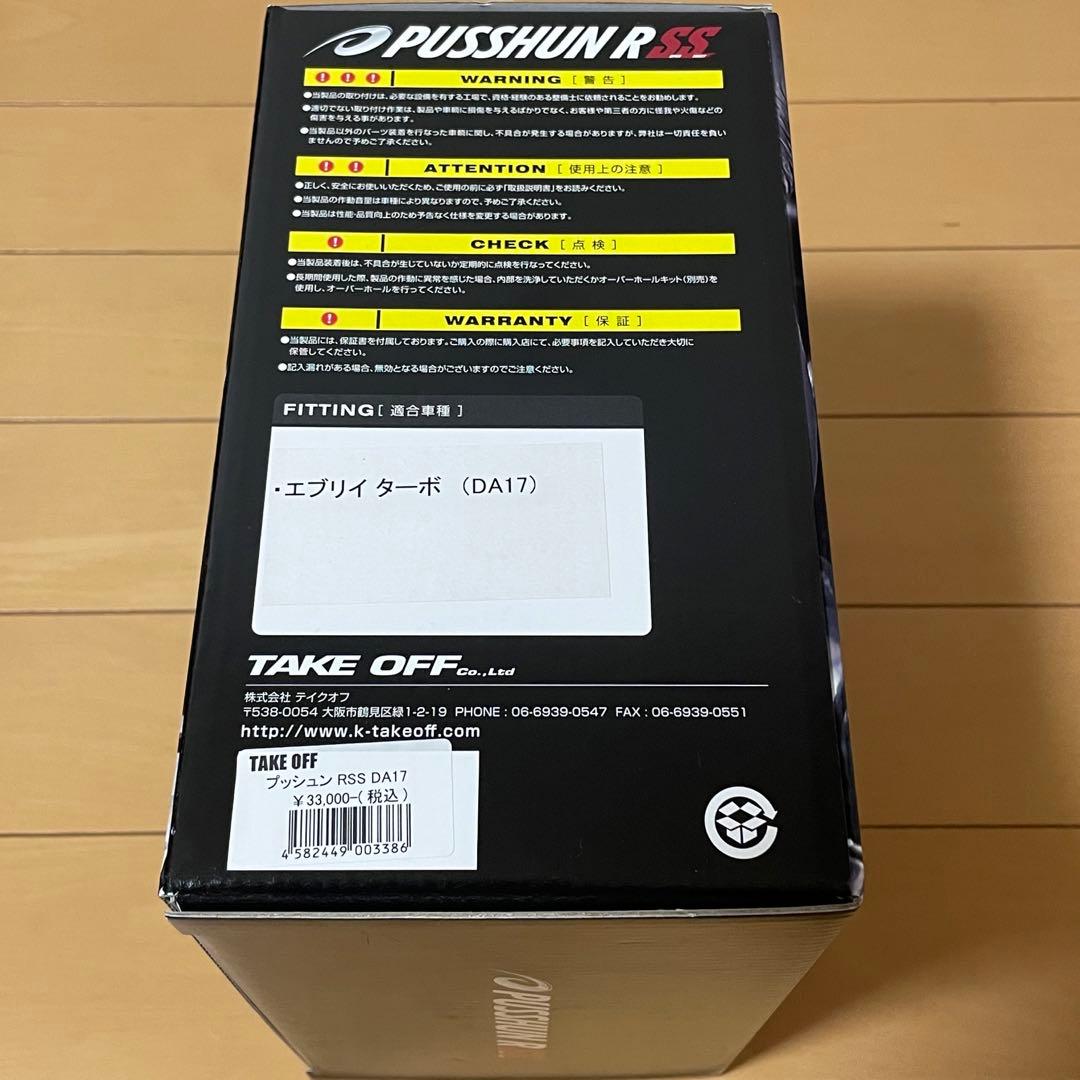 PUSSHUN RSS
WARNING [ 警告 ]
●当製品の取り付けは、必要な設備を有する工場で、資格・経験のある整備士に依頼されることをお勧めします。
●適切でない取り付け作業は、製品や車輌に損傷を与えるばかりでなく、お客様や第三者の方に怪我や火傷などの
傷害を与える事があります。
●当製品以外のパーツ装着を行なった車輌に関し、不具合が発生する場合がありますが、弊社は一切責任を負い
ませんので予めご了承ください。
ATTENTION [ 使用上の注意 ]
●正しく、安全にお使いいただくため、ご使用の前に必ず「取扱説明書」をお読みください。
●当製品の作動音量は車種により異なりますので、予めご了承ください。
●当製品は性能・品質向上のため予告なく仕様を変更する場合があります。
CHECK [ 点検 ]
●当製品装着後は、不具合が生じていないか定期的に点検を行なってください。
●長期間使用した際、製品の作動に異常を感じた場合、内部を洗浄していただくかオーバーホールキット(別売)を
使用し、オーバーホールを行ってください。
WARRANTY [ 保証 ]
●当製品には、保証書を付属しております。ご購入の際に購入店にて、必要事項を記入していただき大切に
保管してください。
●記入漏れがある場合、無効となる場合がございますのでご注意ください。
FITTING [ 適合車種 ]
・エブリイ ターボ （DA17）
TAKE OFF Co.,Ltd
株式会社 テイクオフ
〒538-0054 大阪市鶴見区緑1-2-19 PHONE : 06-6939-0547 FAX : 06-6939-0551
http://www.k-takeoff.com
TAKE OFF
プッシュン RSS DA17
￥33,000-(税込)
4 582449 003386
PUSSHUN R